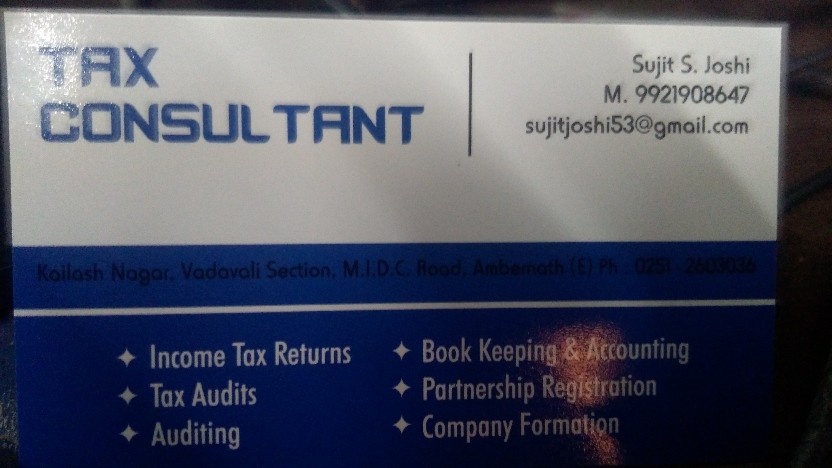 TAX
CONSULTANT
Sujit S. Joshi
M. 9921908647
sujitjoshi53@gmail.com
Kailash Nagar, Vadavali Section, M.I.D.C. Road, Ambernath (E) Ph : 0251 - 2603036
✦ Income Tax Returns
✦ Tax Audits
✦ Auditing
✦ Book Keeping & Accounting
✦ Partnership Registration
✦ Company Formation